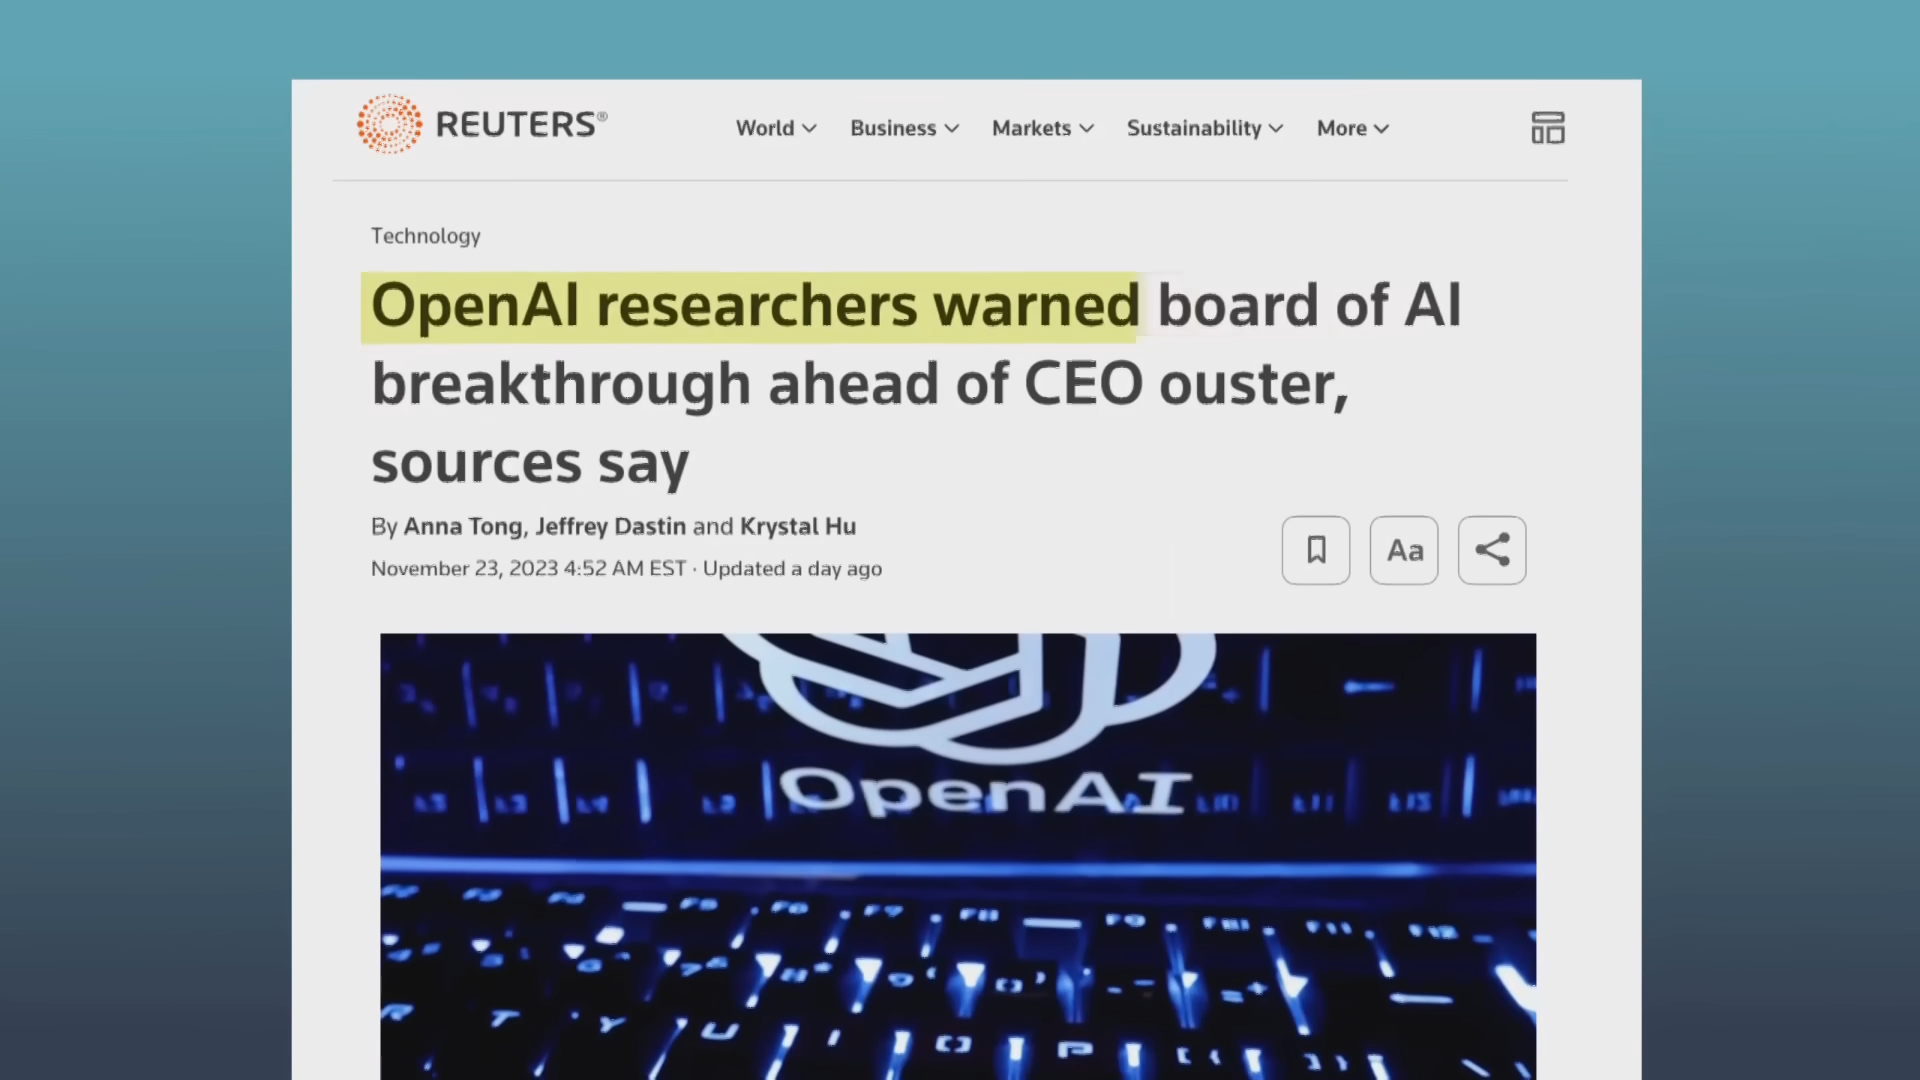 REUTERS®
World Business Markets Sustainability More
Technology
OpenAI researchers warned board of AI
breakthrough ahead of CEO ouster,
sources say
By Anna Tong, Jeffrey Dastin and Krystal Hu
November 23, 2023 4:52 AM EST · Updated a day ago
Aa
OpenAI